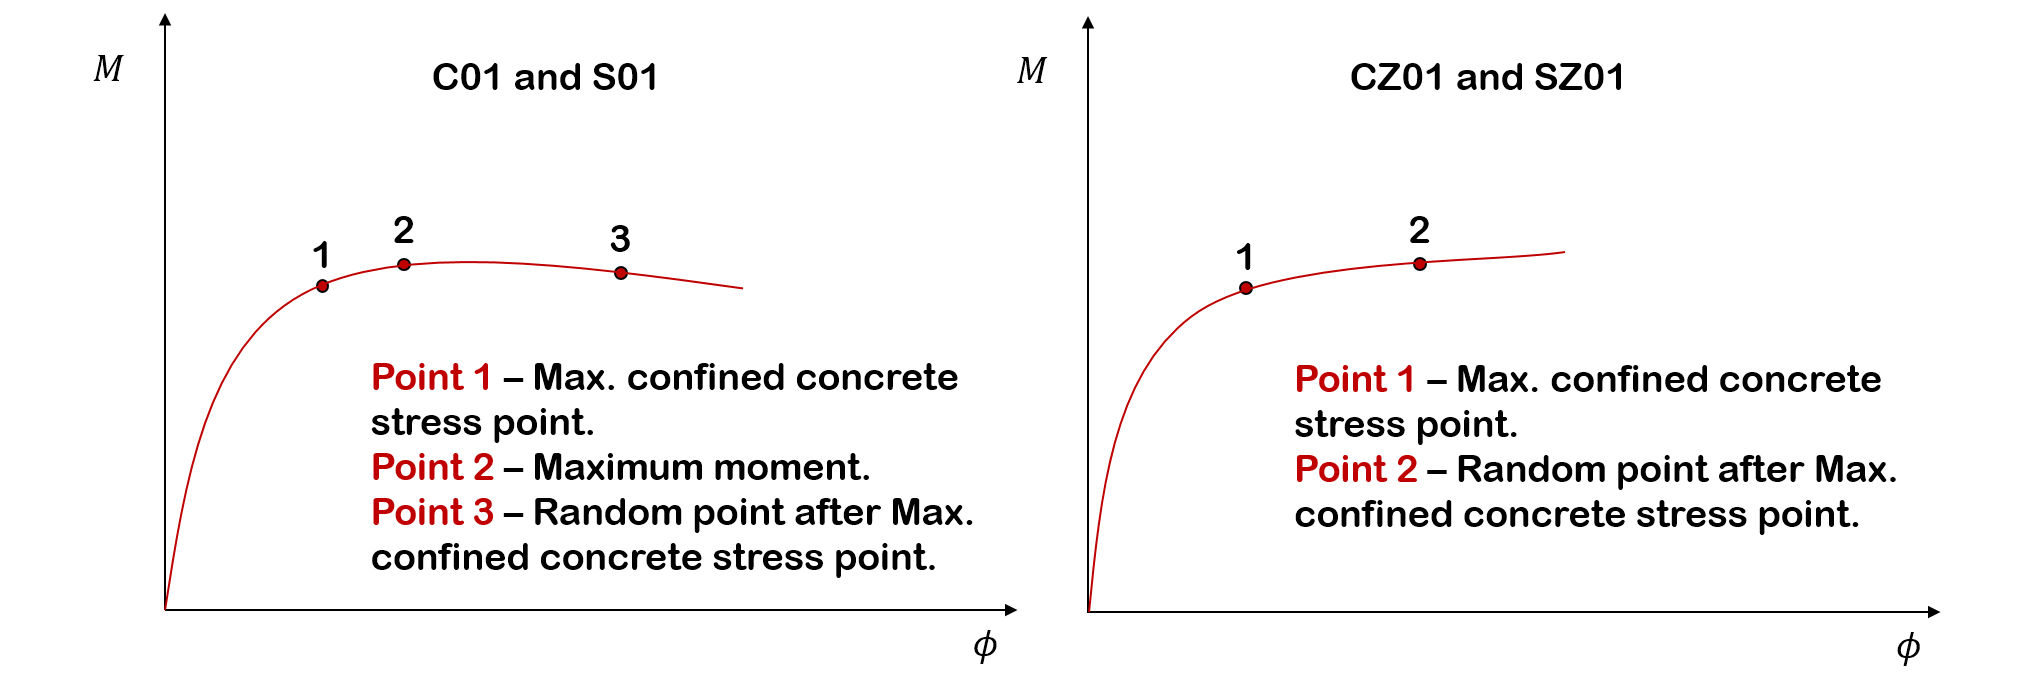 M
C01 and S01
1
2
3
Point 1 – Max. confined concrete
stress point.
Point 2 – Maximum moment.
Point 3 – Random point after Max.
confined concrete stress point.
ϕ
M
CZ01 and SZ01
1
2
Point 1 – Max. confined concrete
stress point.
Point 2 – Random point after Max.
confined concrete stress point.
ϕ